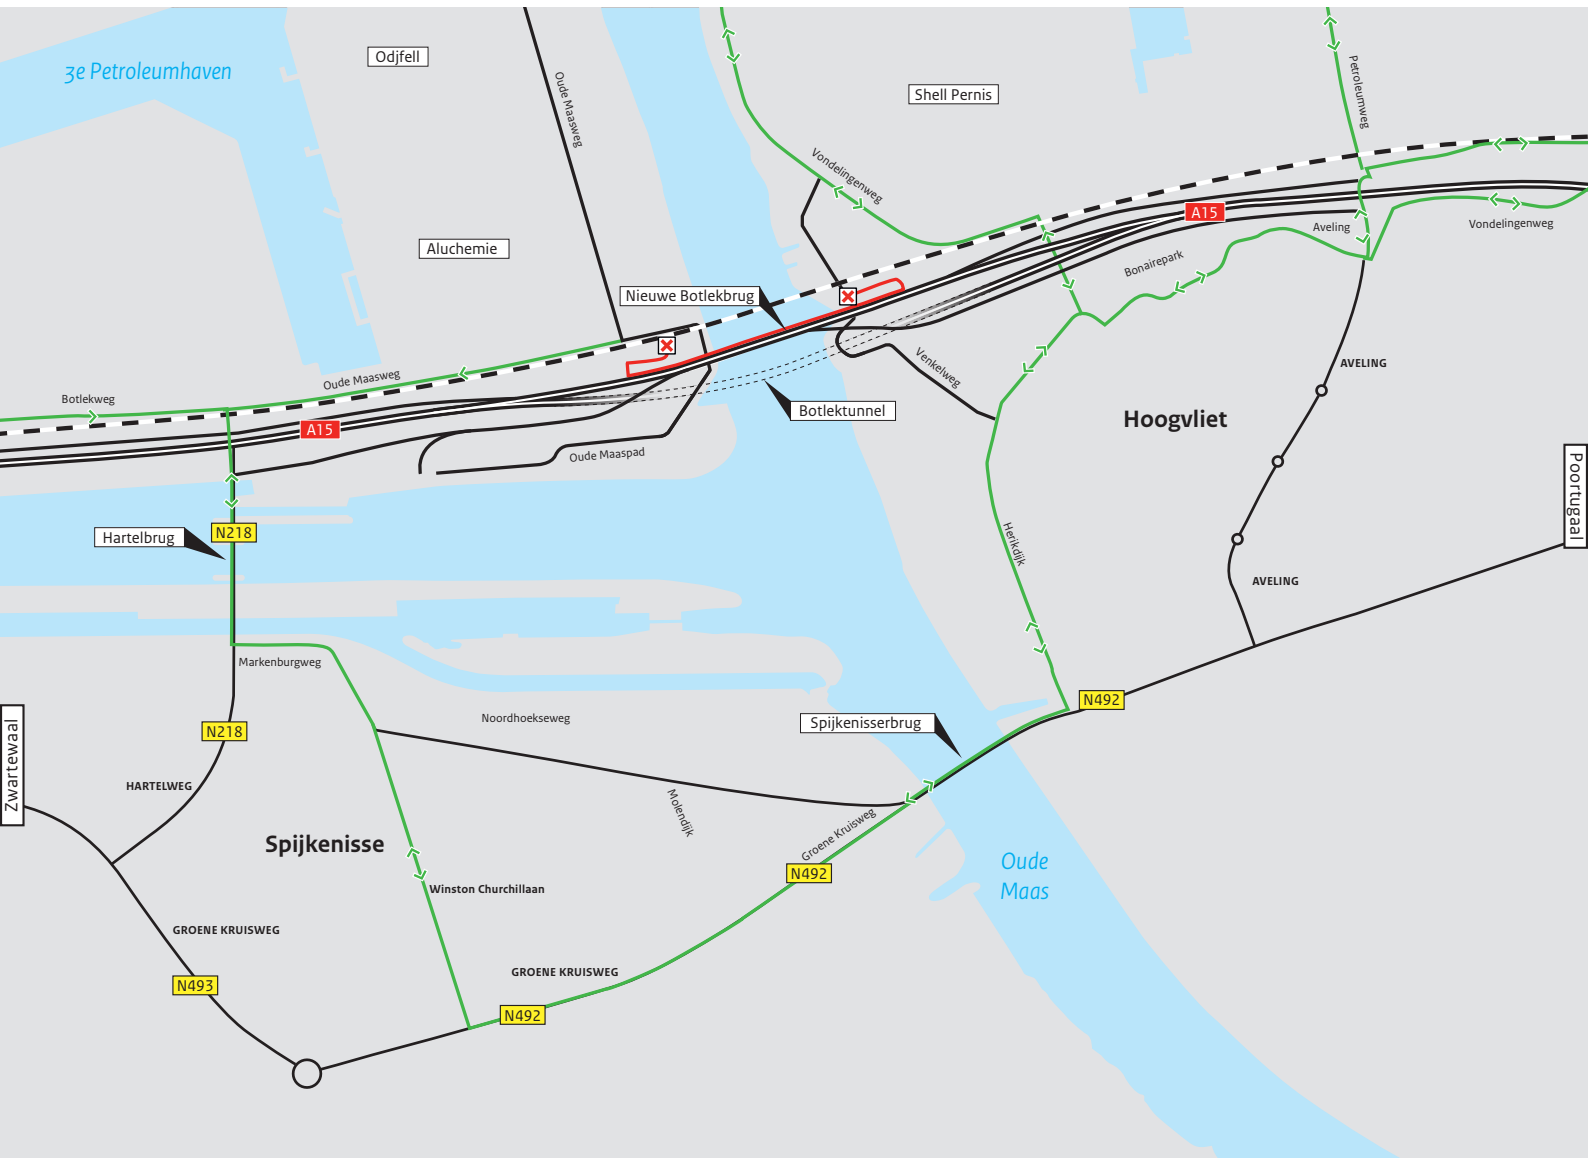 3e Petroleumhaven
Odjfell
Oude Maasweg
Shell Pernis
Petroleumweg
Vondelingenweg
Aluchemie
A15
Aveling
Vondelingenweg
Bonairepark
Nieuwe Botlekbrug
Oude Maasweg
Botlekweg
A15
Venkelweg
AVELING
Botlektunnel
Hoogvliet
Oude Maaspad
Poortugaal
N218
Hartelbrug
Herikdijk
AVELING
Markenburgweg
N492
Zwartewaal
Noordhoekseweg
Spijkenisserbrug
N218
HARTELWEG
Molendijk
Groene Kruisweg
Spijkenisse
N492
Oude
Maas
Winston Churchillaan
GROENE KRUISWEG
GROENE KRUISWEG
N493
N492